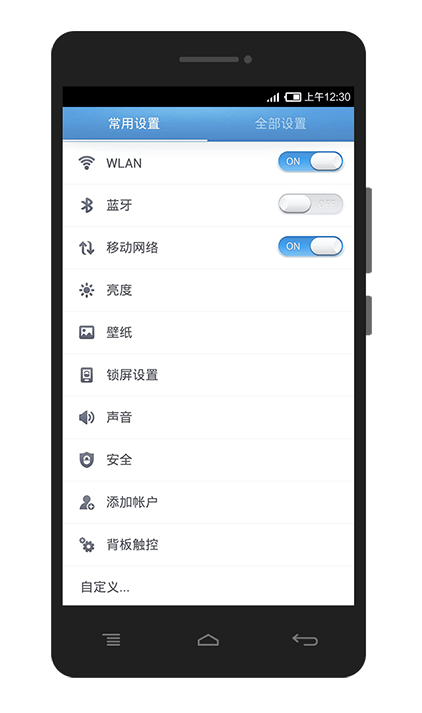 上午12:30
常用设置 全部设置
WLAN ON
蓝牙 OFF
移动网络 ON
亮度
壁纸
锁屏设置
声音
安全
添加帐户
背板触控
自定义...